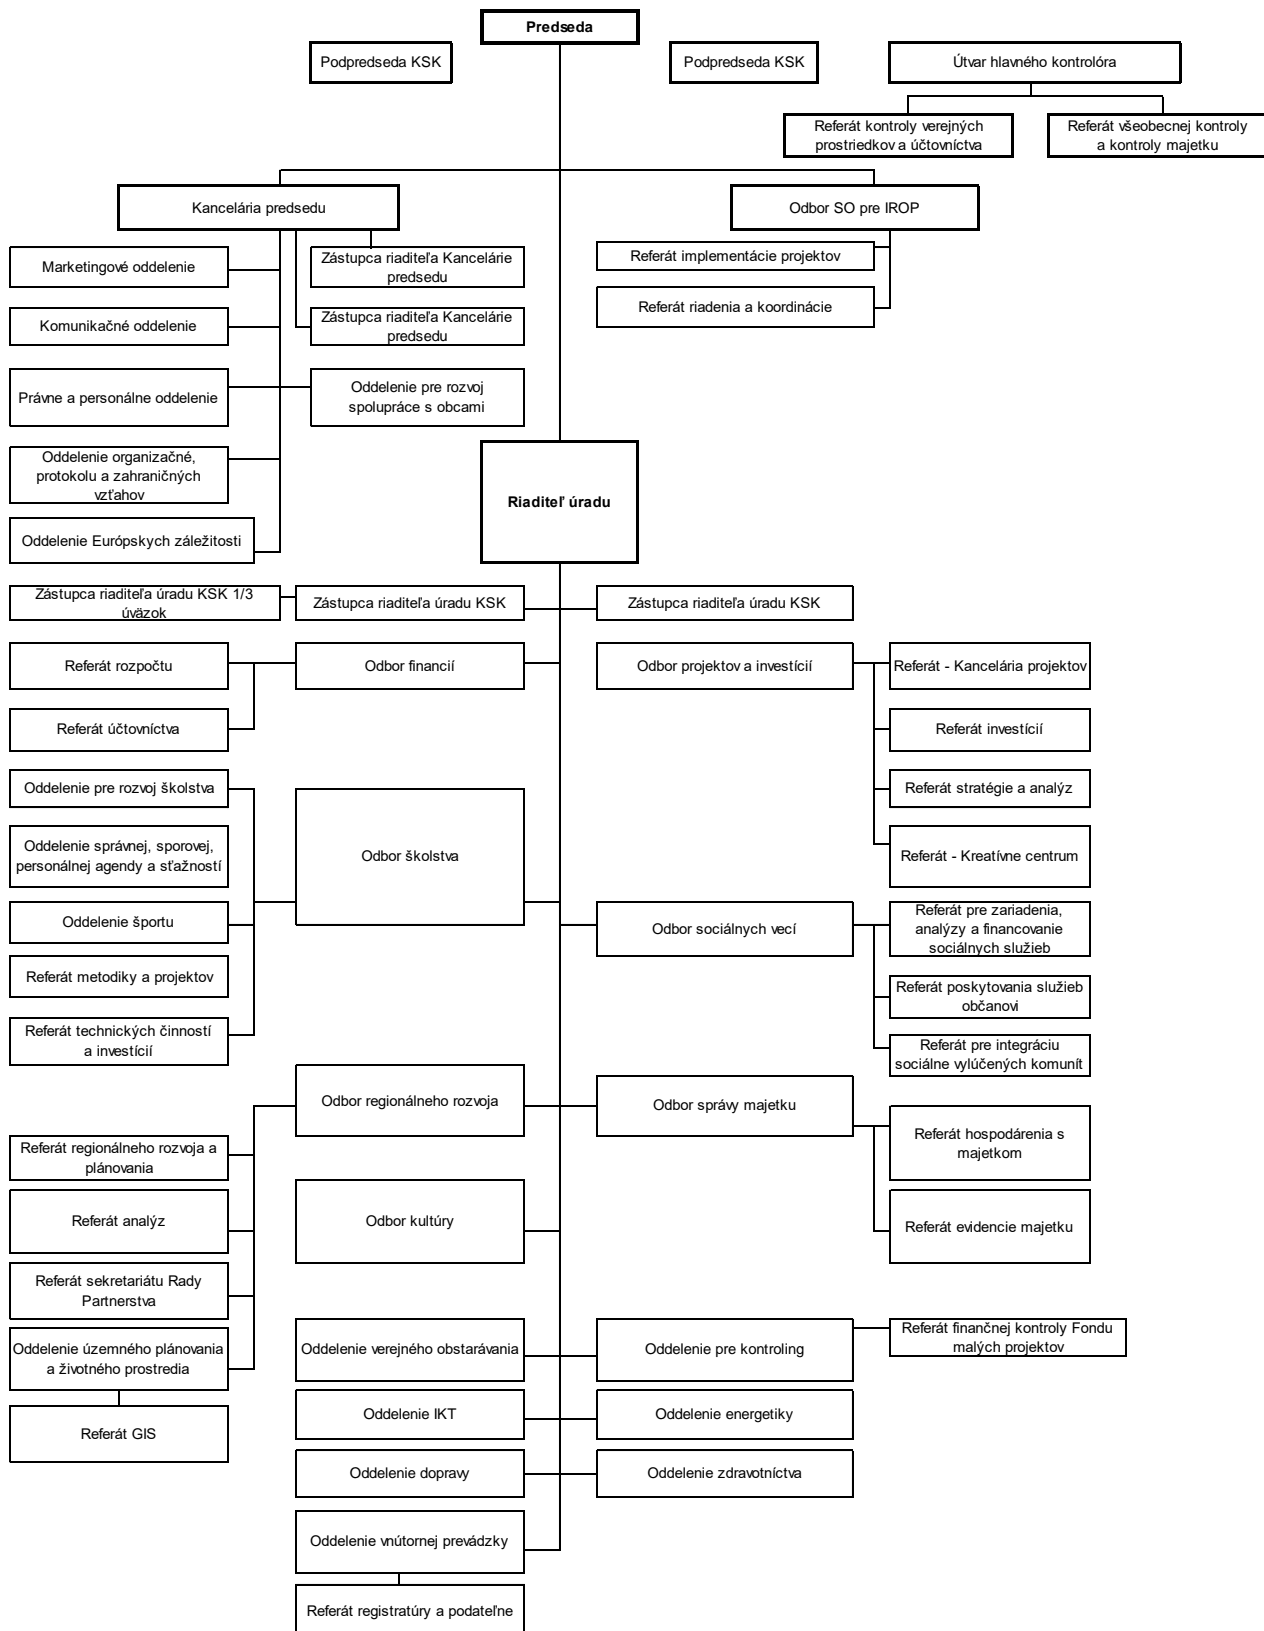 Predseda
Podpredseda KSK
Podpredseda KSK
Útvar hlavného kontrolóra
Referát kontroly verejných
prostriedkov a účtovníctva
Referát všeobecnej kontroly
a kontroly majetku
Kancelária predsedu
Odbor SO pre IROP
Marketingové oddelenie
Zástupca riaditeľa Kancelárie
predsedu
Referát implementácie projektov
Komunikačné oddelenie
Zástupca riaditeľa Kancelárie
predsedu
Referát riadenia a koordinácie
Právne a personálne oddelenie
Oddelenie pre rozvoj
spolupráce s obcami
Oddelenie organizačné,
protokolu a zahraničných
vzťahov
Riaditeľ úradu
Oddelenie Európskych záležitosti
Zástupca riaditeľa úradu KSK 1/3
úväzok
Zástupca riaditeľa úradu KSK
Zástupca riaditeľa úradu KSK
Referát rozpočtu
Odbor financií
Odbor projektov a investícií
Referát - Kancelária projektov
Referát účtovníctva
Referát investícií
Oddelenie pre rozvoj školstva
Odbor školstva
Referát stratégie a analýz
Oddelenie správnej, sporovej,
personálnej agendy a sťažností
Referát - Kreatívne centrum
Oddelenie športu
Odbor sociálnych vecí
Referát pre zariadenia,
analýzy a financovanie
sociálnych služieb
Referát metodiky a projektov
Referát poskytovania služieb
občanovi
Referát technických činností
a investícií
Referát pre integráciu
sociálne vylúčených komunít
Odbor regionálneho rozvoja
Odbor správy majetku
Referát regionálneho rozvoja a
plánovania
Referát hospodárenia s
majetkom
Referát analýz
Odbor kultúry
Referát evidencie majetku
Referát sekretariátu Rady
Partnerstva
Oddelenie územného plánovania
a životného prostredia
Oddelenie verejného obstarávania
Oddelenie pre kontroling
Referát finančnej kontroly Fondu
malých projektov
Referát GIS
Oddelenie IKT
Oddelenie energetiky
Oddelenie dopravy
Oddelenie zdravotníctva
Oddelenie vnútornej prevádzky
Referát registratúry a podateľne